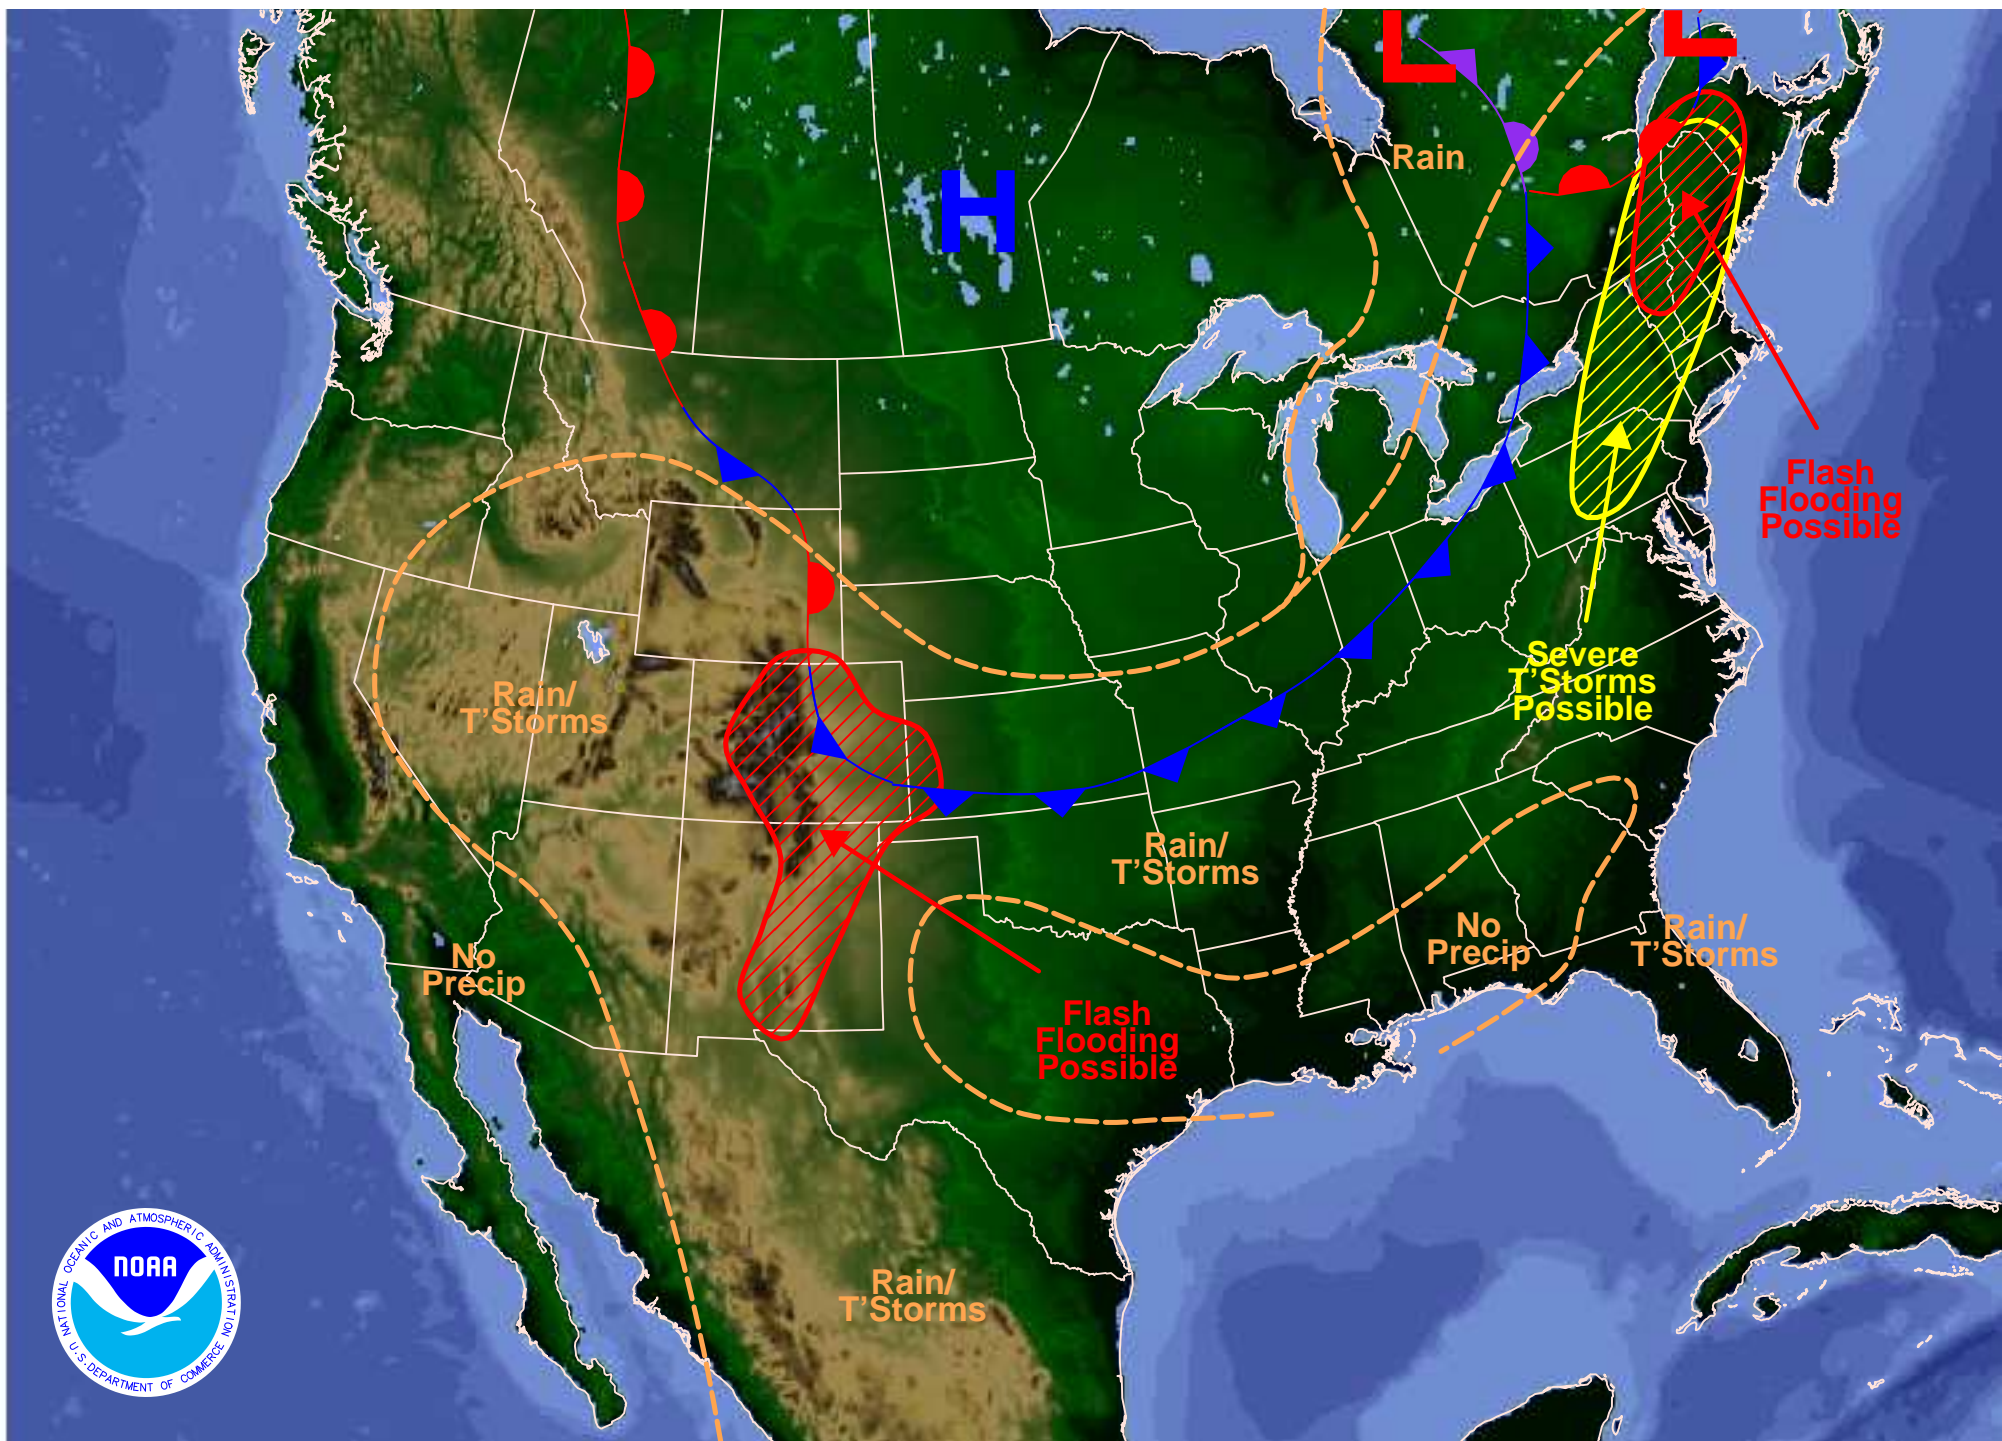 L
L
Rain
H
Flash
Flooding
Possible
Severe
T'Storms
Possible
Rain/
T'Storms
Rain/
T'Storms
No
Precip
Rain/
T'Storms
No
Precip
Flash
Flooding
Possible
Rain/
T'Storms
NATIONAL OCEANIC AND ATMOSPHERIC ADMINISTRATION
NOAA
U.S. DEPARTMENT OF COMMERCE